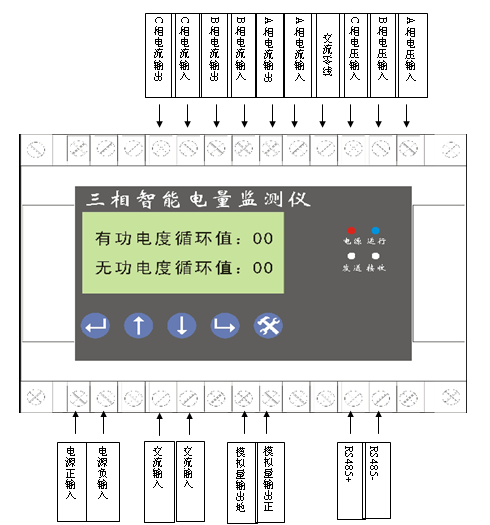 C相电流输出
C相电流输入
B相电流输出
B相电流输入
A相电流输出
A相电流输入
交流零线
C相电压输入
B相电压输入
A相电压输入
三相智能电量监测仪
有功电度循环值：00
无功电度循环值：00
电源 运行
发送 接收
电源正输入
电源负输入
交流输入
交流输入
模拟量输出地
模拟量输出正
RS485+
RS485-